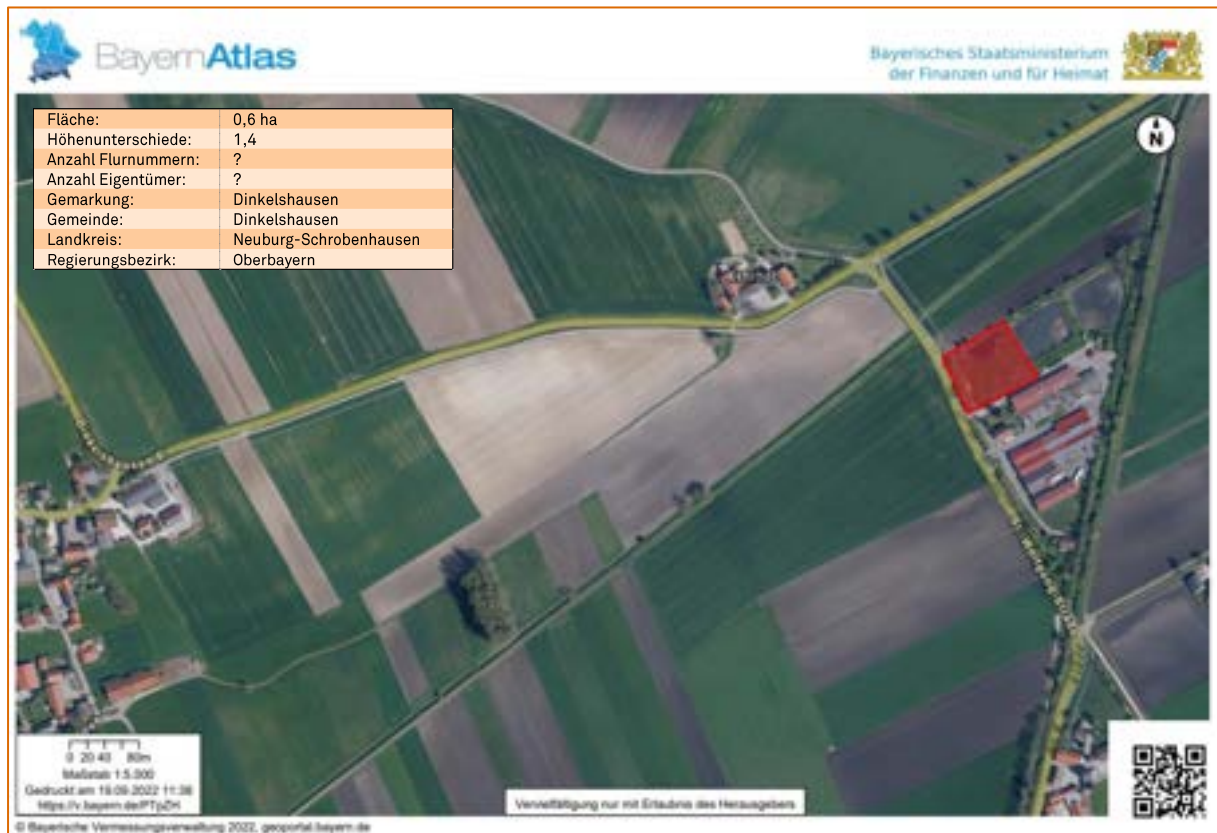 BayernAtlas
Bayerisches Staatsministerium
der Finanzen und für Heimat
Fläche: 0,6 ha
Höhenunterschiede: 1,4
Anzahl Flurnummern: ?
Anzahl Eigentümer: ?
Gemarkung: Dinkelshausen
Gemeinde: Dinkelshausen
Landkreis: Neuburg-Schrobenhausen
Regierungsbezirk: Oberbayern
N
0 20 40 80m
Maßstab 1:5.000
Gedruckt am 19.09.2022 11:38
https://v.bayern.de/PTpZH
Vervielfältigung nur mit Erlaubnis des Herausgebers
© Bayerische Vermessungsverwaltung 2022, geoportal.bayern.de